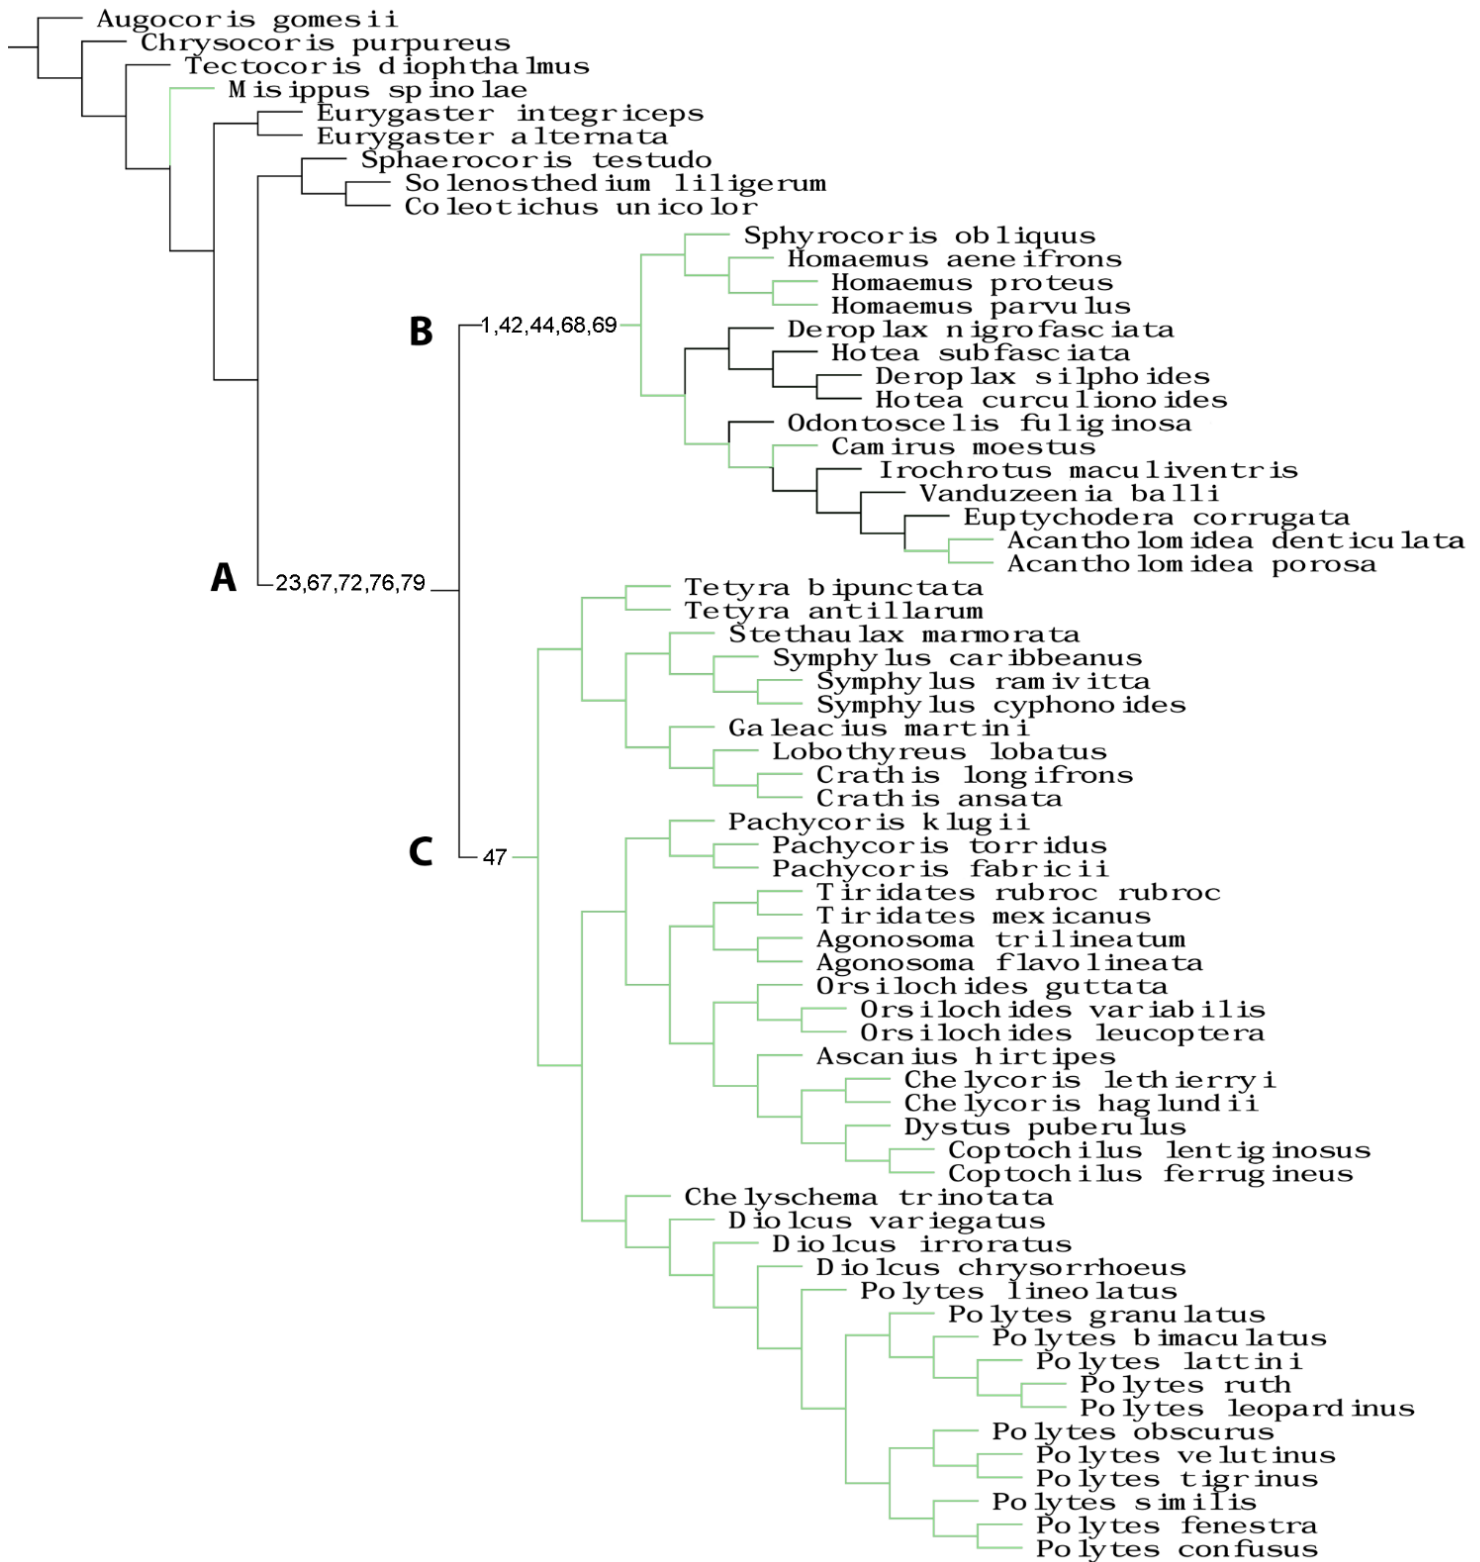 Augocoris gomesii
Chrysocoris purpureus
Tectocoris diophthalmus
Misippus spinolae
Eurygaster integriceps
Eurygaster alternata
Sphaerocoris testudo
Solenosthedium liligerum
Coleotichus unicolor
Sphyrocoris obliquus
Homaemus aeneifrons
Homaemus proteus
Homaemus parvulus
B 1,42,44,68,69
Deroplax nigrofasciata
Hotea subfasciata
Deroplax silphoides
Hotea curculionoides
Odontoscelis fuliginosa
Camirus moestus
Irochrotus maculiventris
Vanduzeenia balli
Euptychodera corrugata
Acantholomidea denticulata
Acantholomidea porosa
A 23,67,72,76,79
Tetyra bipunctata
Tetyra antillarum
Stethaulax marmorata
Symphylus caribbeanus
Symphylus ramivitta
Symphylus cyphonoides
Galeacius martini
Lobothyreus lobatus
Crathis longifrons
Crathis ansata
Pachycoris klugii
Pachycoris torridus
C 47
Pachycoris fabricii
Tiridates rubroc rubroc
Tiridates mexicanus
Agonosoma trilineatum
Agonosoma flavolineata
Orsilochides guttata
Orsilochides variabilis
Orsilochides leucoptera
Ascanius hirtipes
Chelycoris lethierryi
Chelycoris haglundii
Dystus puberulus
Coptochilus lentiginosus
Coptochilus ferrugineus
Chelyschema trinotata
Diolcus variegatus
Diolcus irroratus
Diolcus chrysorrhoeus
Polytes lineolatus
Polytes granulatus
Polytes bimaculatus
Polytes lattini
Polytes ruth
Polytes leopardinus
Polytes obscurus
Polytes velutinus
Polytes tigrinus
Polytes similis
Polytes fenestra
Polytes confusus